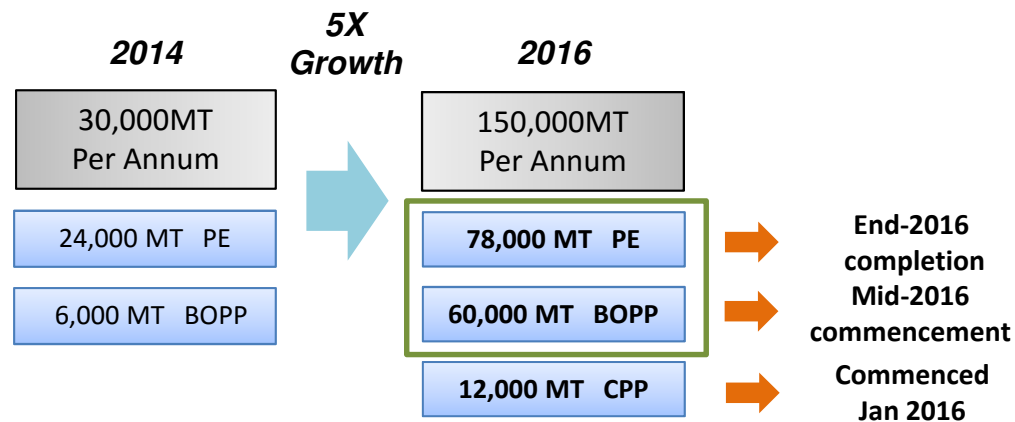 2014
5X
Growth
2016
30,000MT
Per Annum
150,000MT
Per Annum
24,000 MT PE
78,000 MT PE
End-2016
completion
6,000 MT BOPP
60,000 MT BOPP
Mid-2016
commencement
12,000 MT CPP
Commenced
Jan 2016